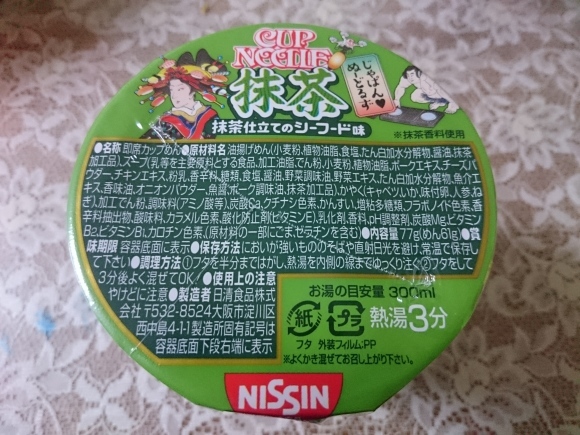 CUP
NOODLE
抹茶
じゃぱん♥
ぬーどるず
抹茶仕立てのシーフード味
※抹茶香料使用
●名称即席カップめん●原材料名油揚げめん(小麦粉,植物油脂,食塩,たん白加水分解物,醤油,抹茶
加工品),スープ(乳等を主要原料とする食品,加工油脂,でん粉,小麦粉,植物油脂,ポークエキス,チーズパ
ウダー,チキンエキス,粉乳,香辛料,糖類,食塩,醤油,野菜調味油,野菜エキス,たん白加水分解物,魚介エ
キス,香味油,オニオンパウダー,魚醤,ポーク調味油,抹茶加工品),かやく(キャベツ,いか,味付卵,人参,ね
ぎ),加工でん粉,調味料(アミノ酸等),炭酸Ca,クチナシ色素,かんすい,増粘多糖類,フラボノイド色素,香
辛料抽出物,酸味料,カラメル色素,酸化防止剤(ビタミンE),乳化剤,香料,pH調整剤,炭酸Mg,ビタミン
B2,ビタミンB1,カロチン色素,(原材料の一部にごま,ゼラチンを含む)●内容量77g(めん61g)●賞
味期限 容器底面に表示●保存方法においが強いもののそばや直射日光を避け,常温で保存し
て下さい●調理方法①フタを半分まではがし、熱湯を内側の線までゆっくり注ぐ②フタをして
3分後よく混ぜてOK!●使用上の注意
やけどに注意●製造者日清食品株式
会社〒532-8524大阪市淀川区
西中島4-1-1製造所固有記号は
容器底面下段右端に表示
お湯の目安量 300ml
紙
プラ
熱湯3分
フタ 外装フィルム:PP
※よくかき混ぜてお召し上がり下さい。
NISSIN